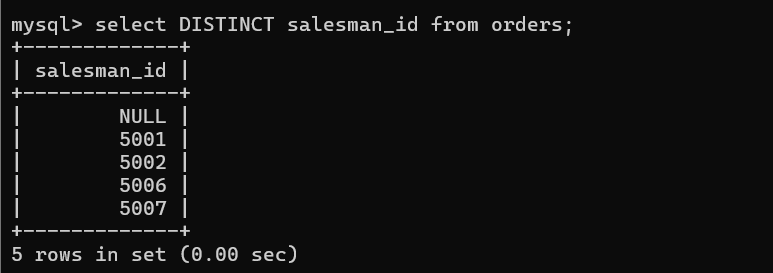 mysql> select DISTINCT salesman_id from orders;
+-------------+
| salesman_id |
+-------------+
|        NULL |
|        5001 |
|        5002 |
|        5006 |
|        5007 |
+-------------+
5 rows in set (0.00 sec)